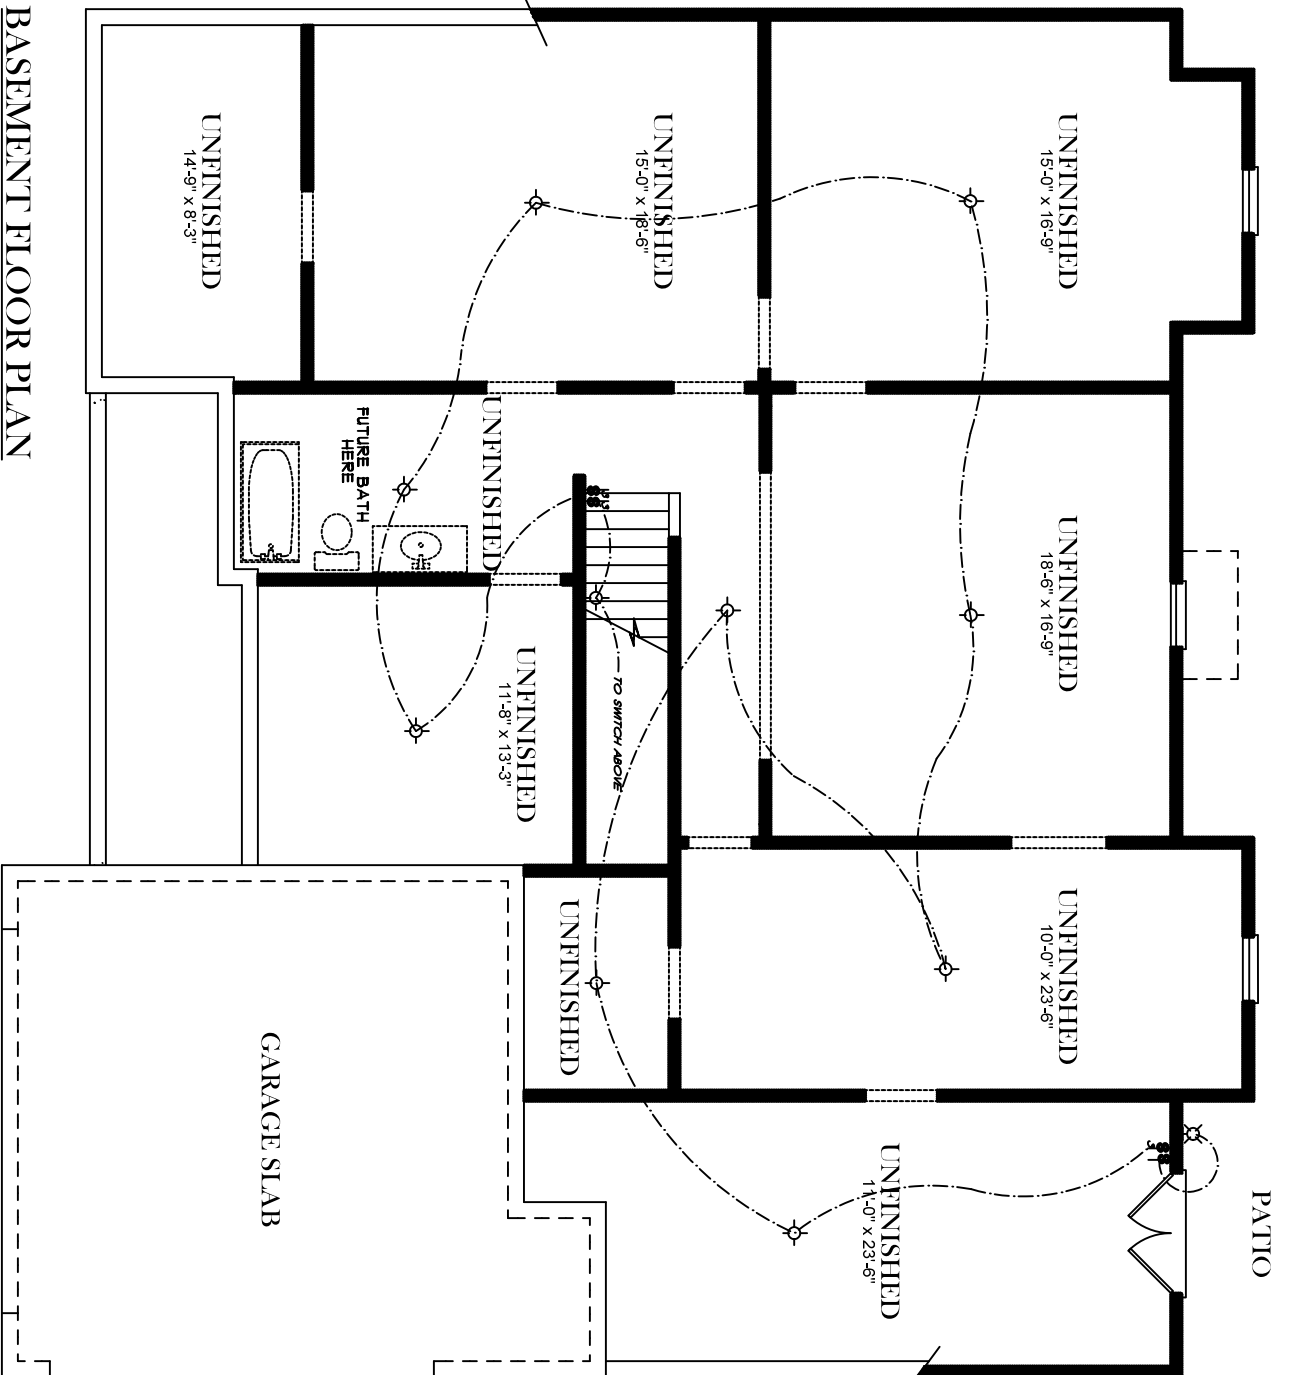 PATIO
UNFINISHED
15'-0" x 16'-9"
UNFINISHED
18'-6" x 16'-9"
UNFINISHED
10'-0" x 23'-6"
UNFINISHED
11'-0" x 23'-6"
UNFINISHED
15'-0" x 18'-6"
TO SWITCH ABOVE
UNFINISHED
UNFINISHED
11'-8" x 13'-3"
UNFINISHED
FUTURE BATH
HERE
GARAGE SLAB
UNFINISHED
14'-9" x 8'-3"
BASEMENT FLOOR PLAN